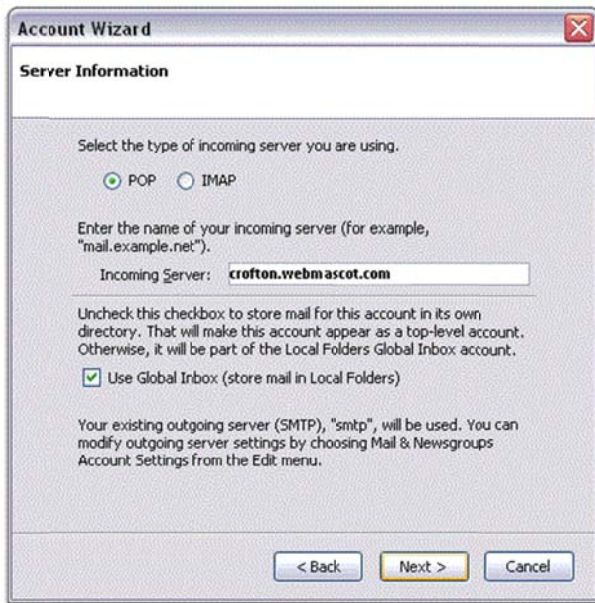 Account Wizard
Server Information
Select the type of incoming server you are using.
POP IMAP
Enter the name of your incoming server (for example,
"mail.example.net").
Incoming Server: crofton.webmascot.com
Uncheck this checkbox to store mail for this account in its own
directory. That will make this account appear as a top-level account.
Otherwise, it will be part of the Local Folders Global Inbox account.
Use Global Inbox (store mail in Local Folders)
Your existing outgoing server (SMTP), "smtp", will be used. You can
modify outgoing server settings by choosing Mail & Newsgroups
Account Settings from the Edit menu.
< Back Next > Cancel